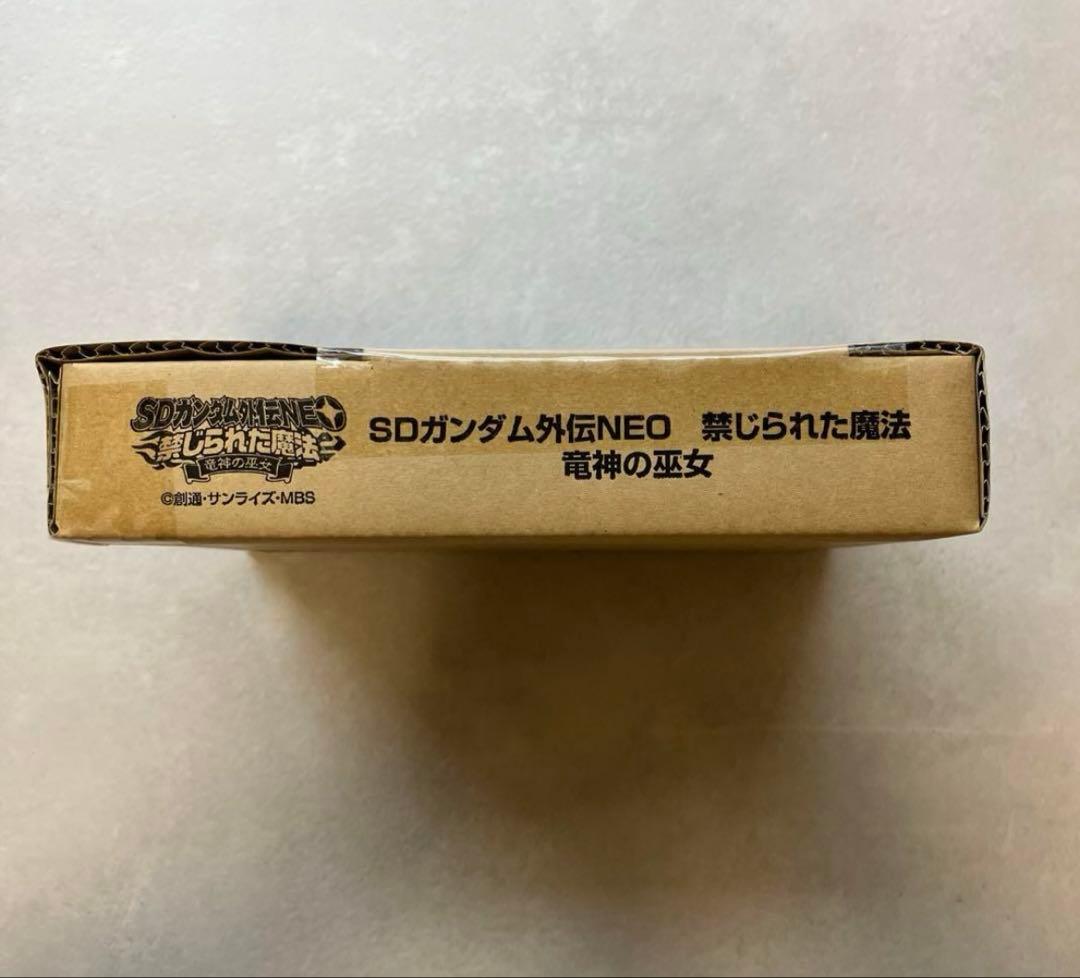 SDガンダム外伝NEO
禁じられた魔法
竜神の巫女
©創通・サンライズ・MBS
SDガンダム外伝NEO　禁じられた魔法
竜神の巫女